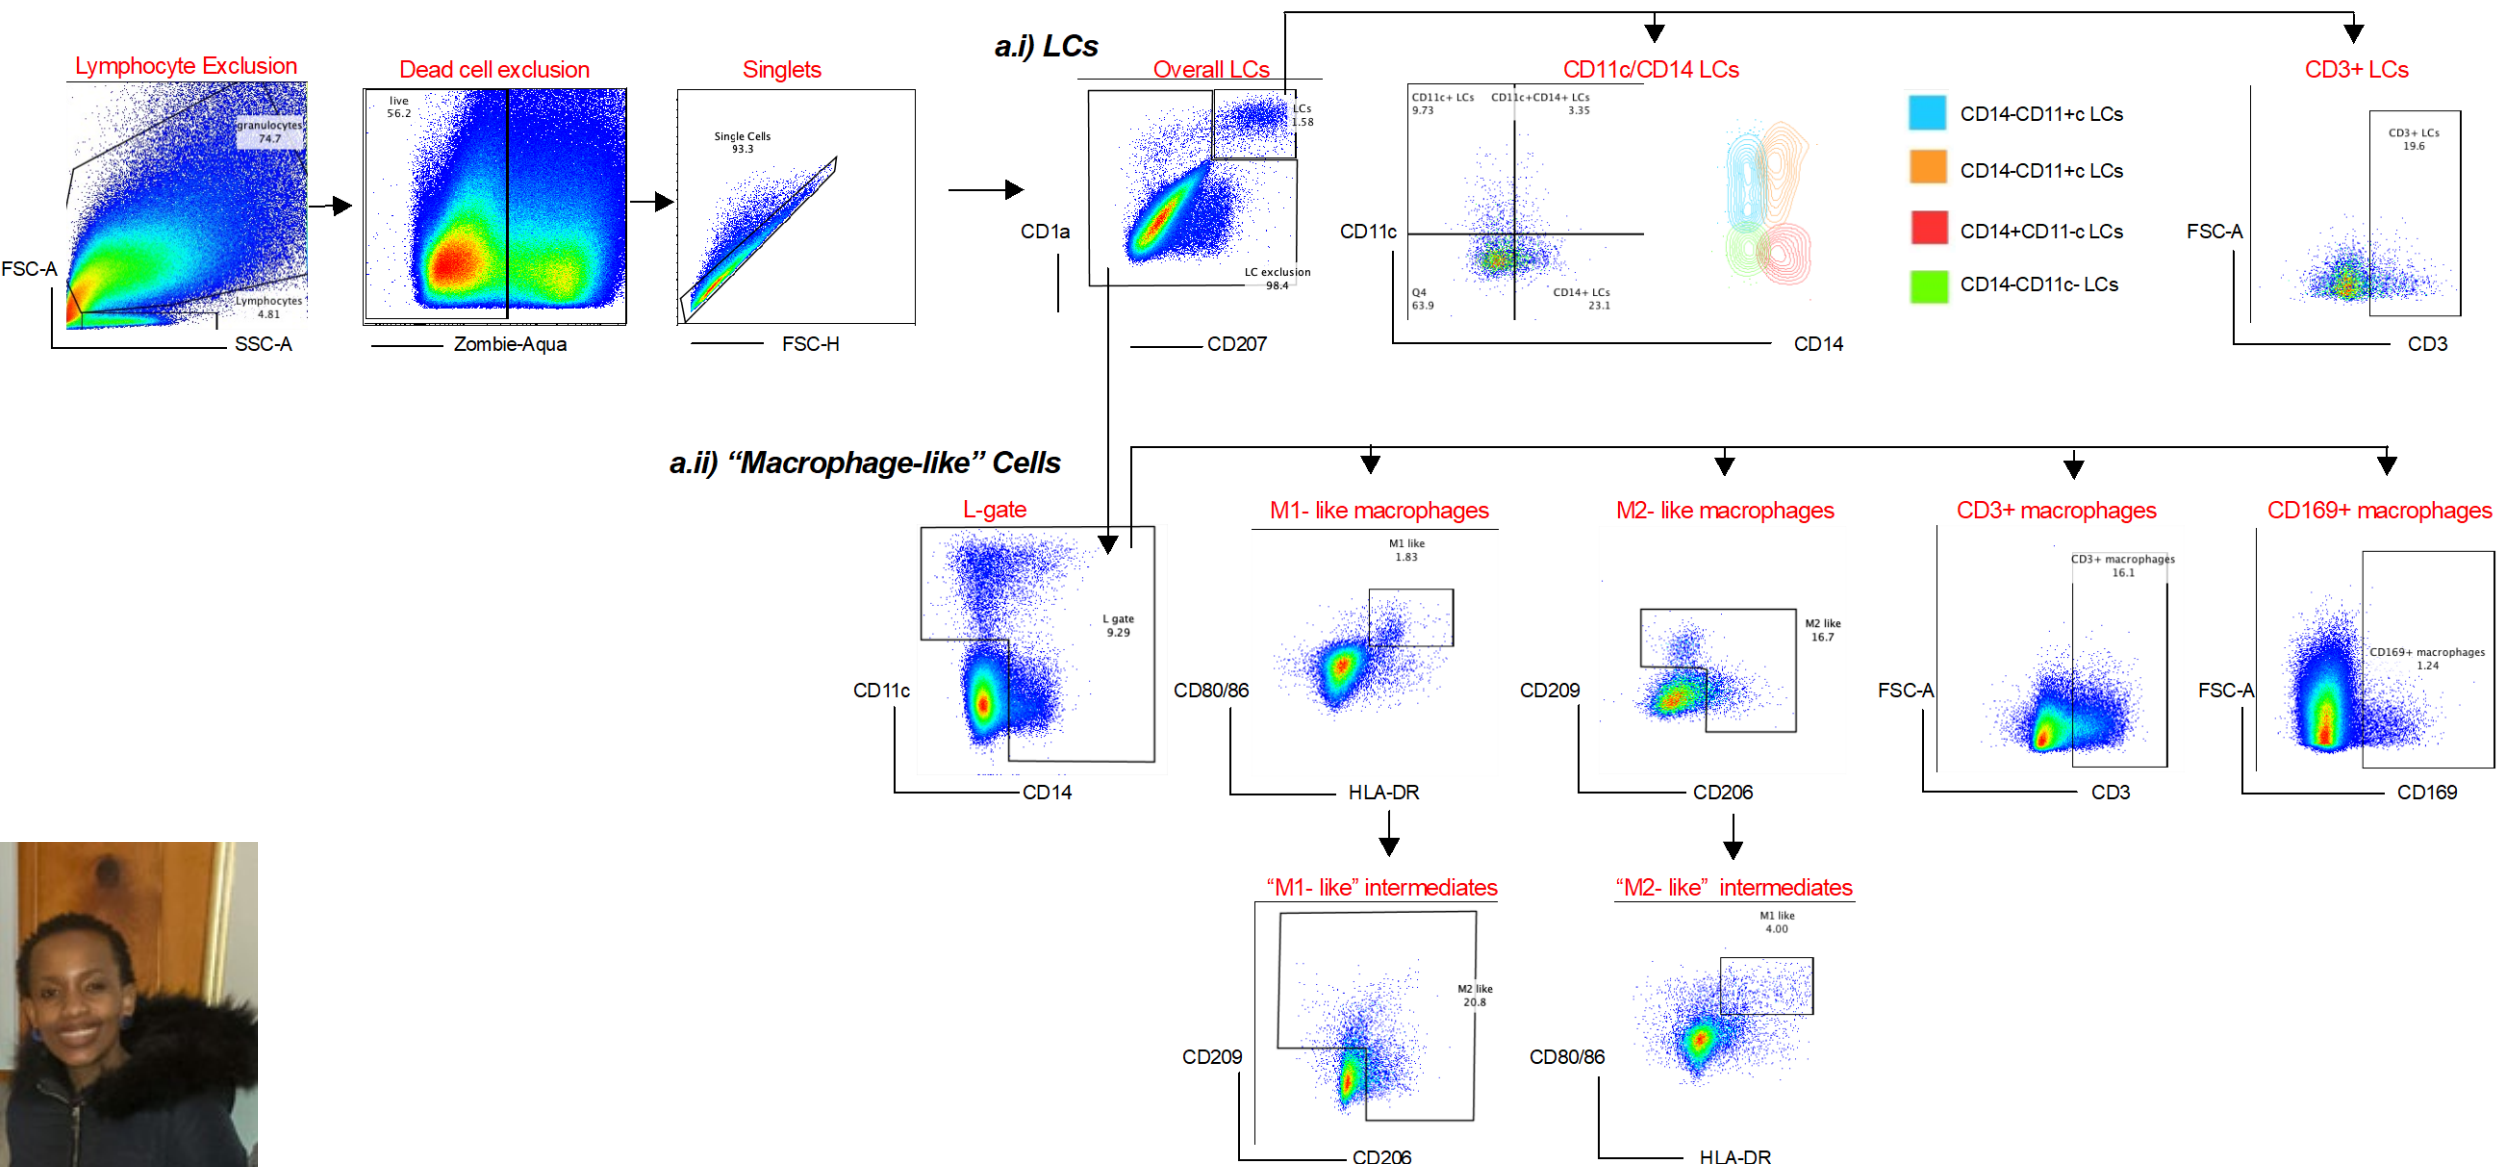 a.i) LCs
Lymphocyte Exclusion
Dead cell exclusion
Singlets
Overall LCs
CD11c/CD14 LCs
CD3+ LCs
granulocytes
74.7
Lymphocytes
4.81
FSC-A
SSC-A
live
56.2
Zombie-Aqua
Single Cells
93.3
FSC-H
LCs
1.58
LC exclusion
98.4
CD1a
CD207
CD11c+ LCs
9.73
CD11c+CD14+ LCs
3.35
Q4
63.9
CD14+ LCs
23.1
CD11c
CD14
CD14-CD11+c LCs
CD14-CD11+c LCs
CD14+CD11-c LCs
CD14-CD11c- LCs
CD3+ LCs
19.6
FSC-A
CD3
a.ii) “Macrophage-like” Cells
L-gate
M1- like macrophages
M2- like macrophages
CD3+ macrophages
CD169+ macrophages
L gate
9.29
CD11c
CD14
M1 like
1.83
CD80/86
HLA-DR
M2 like
16.7
CD209
CD206
CD3+ macrophages
16.1
FSC-A
CD3
CD169+ macrophages
1.24
FSC-A
CD169
“M1- like” intermediates
“M2- like” intermediates
M2 like
20.8
CD209
CD206
M1 like
4.00
CD80/86
HLA-DR